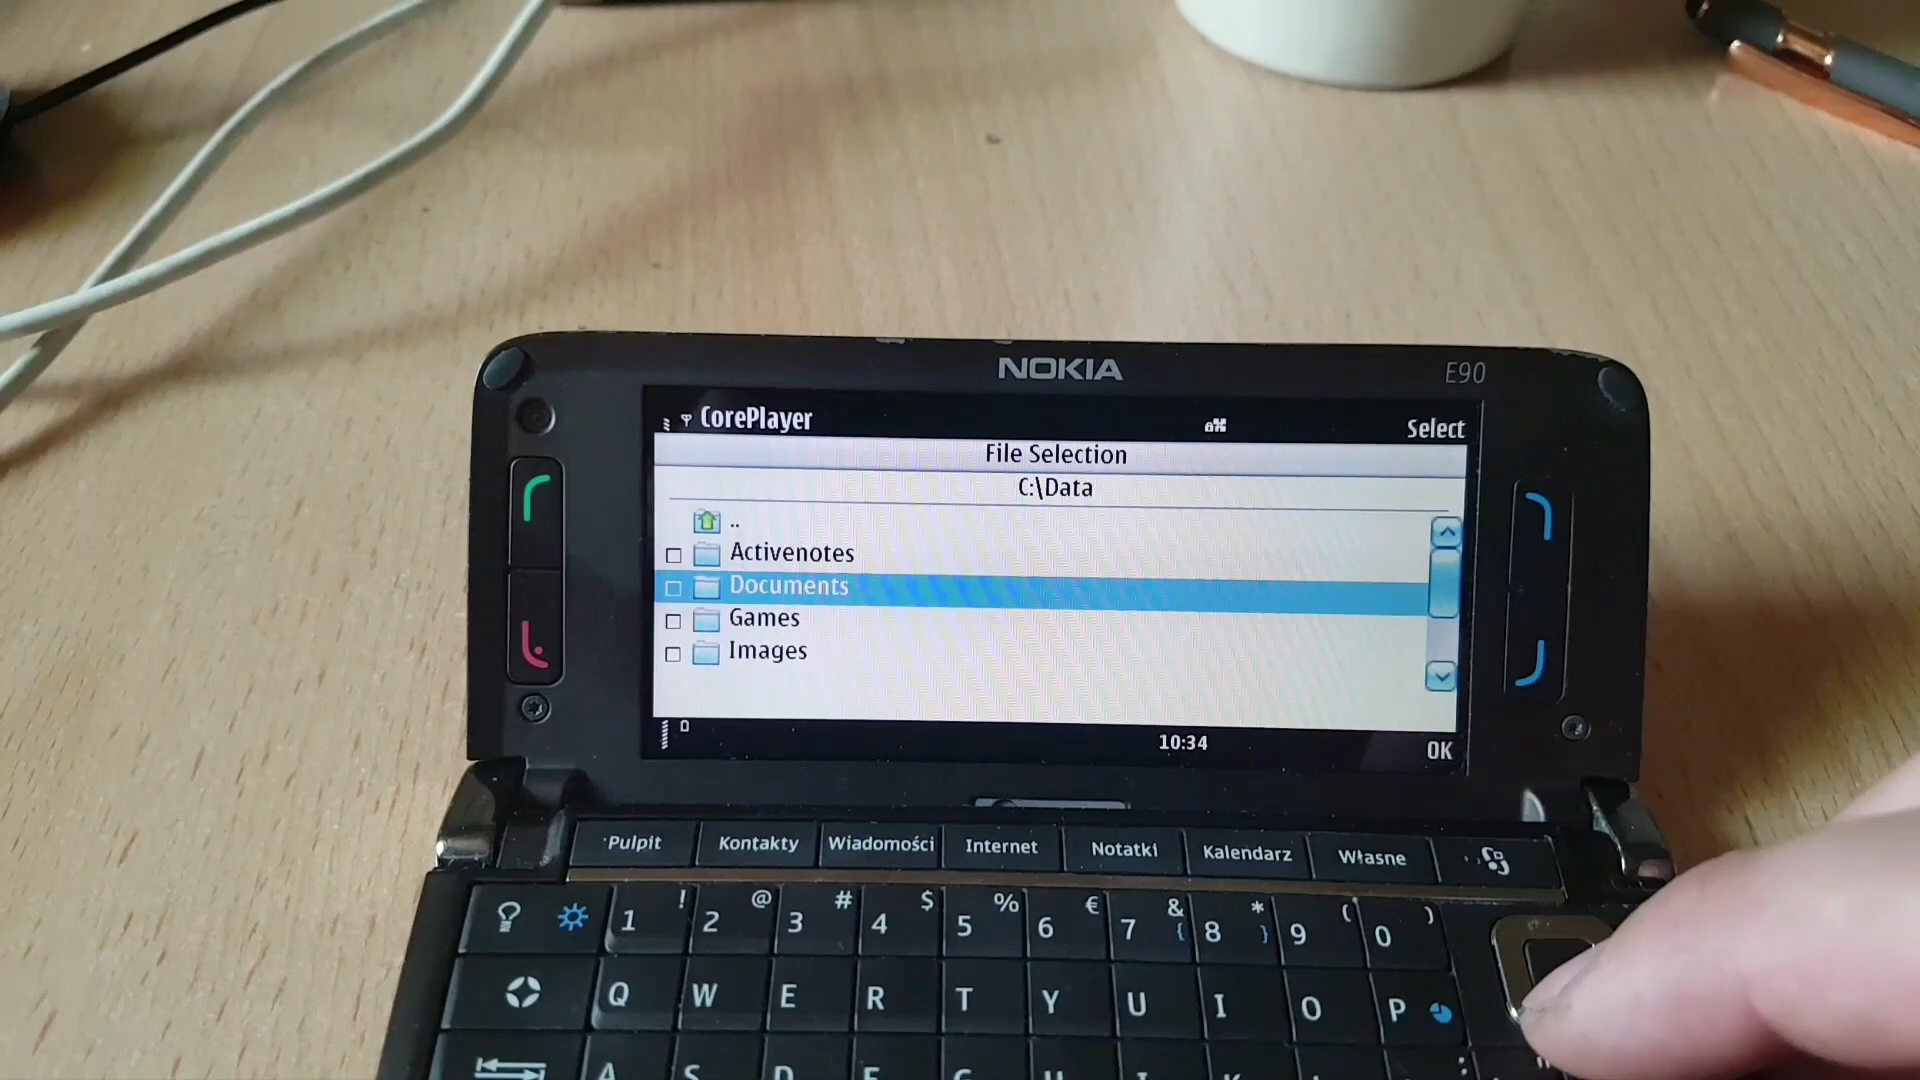 NOKIA
E90
CorePlayer
Select
File Selection
C:\Data
..
Activenotes
Documents
Games
Images
10:34
OK
Pulpit Kontakty Wiadomości Internet Notatki Kalendarz Własne
! @ # $ % € & * ( )
1 2 3 4 5 6 7 { 8 } 9 0
Q W E R T Y U I O P
A S D F